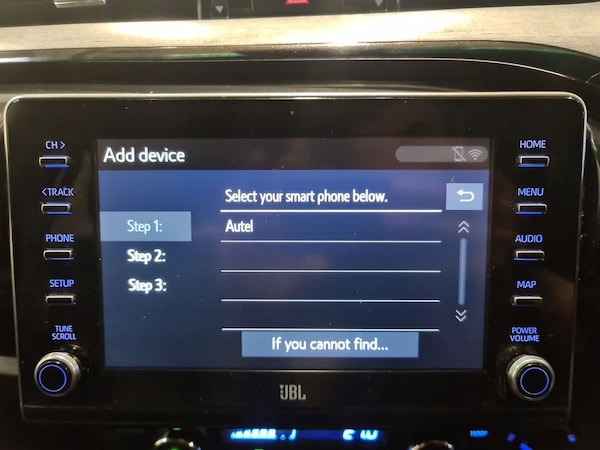 CH >
HOME
Add device
< TRACK
MENU
Select your smart phone below.
PHONE
Step 1:
Autel
AUDIO
Step 2:
SETUP
Step 3:
MAP
TUNE
SCROLL
POWER
VOLUME
If you cannot find...
JBL